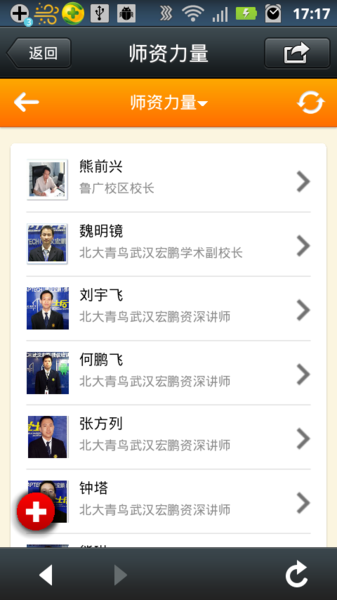 17:17
返回
师资力量
师资力量
熊前兴
鲁广校区校长
魏明镜
北大青鸟武汉宏鹏学术副校长
刘宇飞
北大青鸟武汉宏鹏资深讲师
何鹏飞
北大青鸟武汉宏鹏资深讲师
张方列
北大青鸟武汉宏鹏资深讲师
钟塔
北大青鸟武汉宏鹏资深讲师